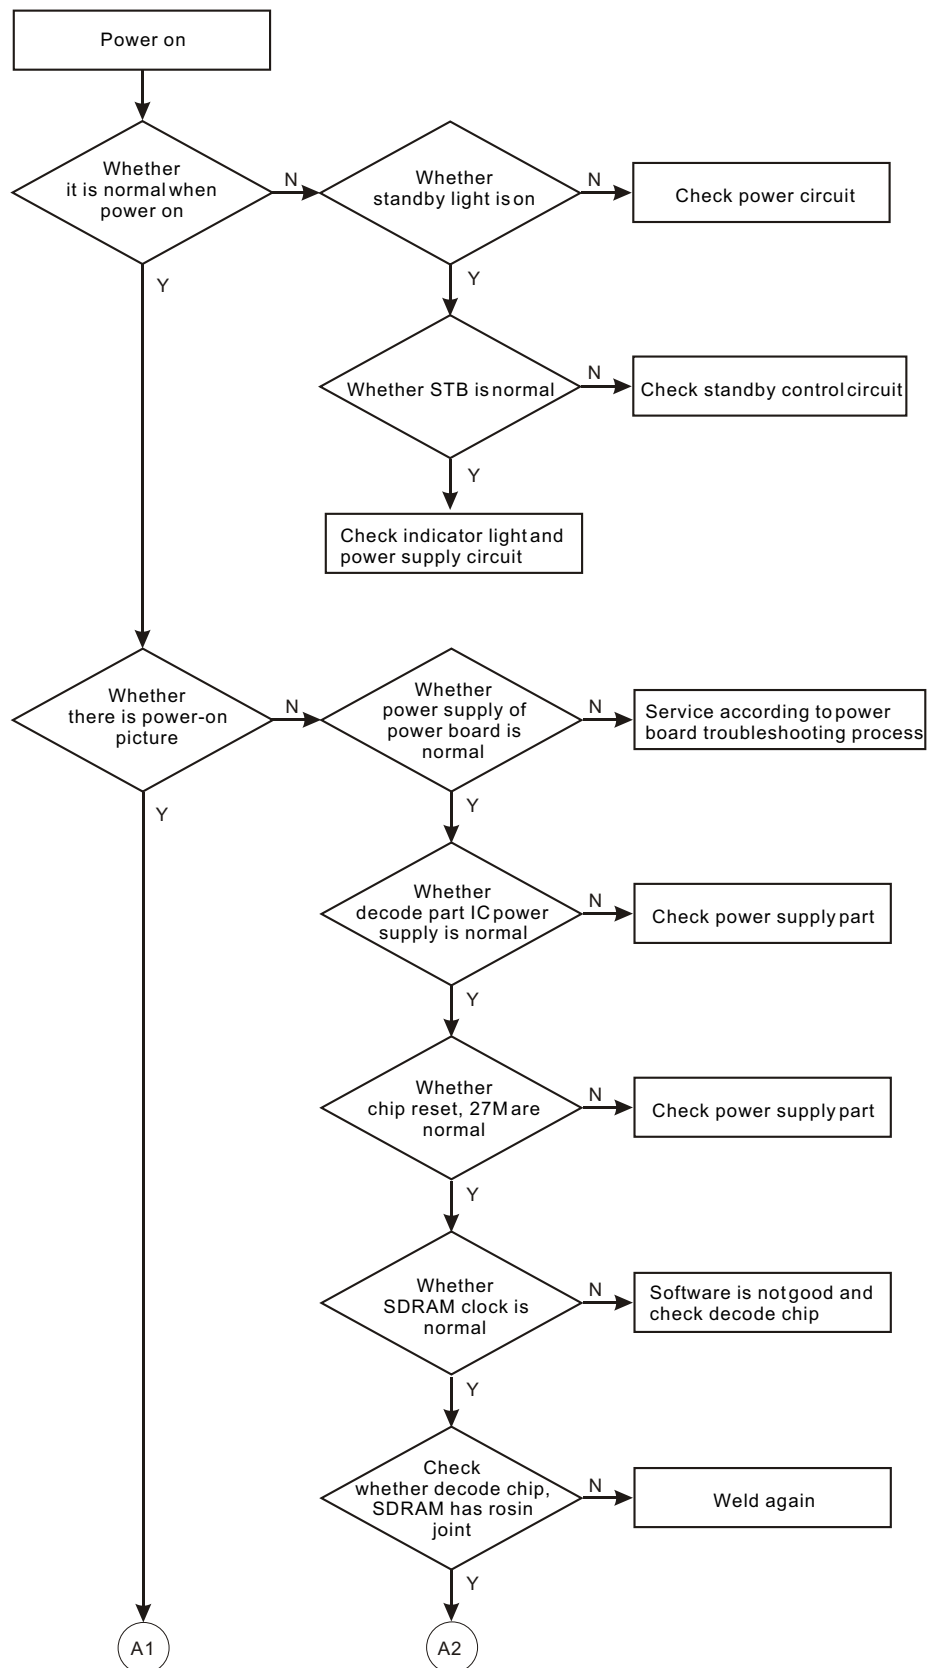 Power on
Whether
it is normal when
power on
N
Whether
standby light is on
N
Check power circuit
Y
Y
Whether STB is normal
N
Check standby control circuit
Y
Check indicator light and
power supply circuit
Whether
there is power-on
picture
N
Whether
power supply of
power board is
normal
N
Service according to power
board troubleshooting process
Y
Y
Whether
decode part IC power
supply is normal
N
Check power supply part
Y
Whether
chip reset, 27M are
normal
N
Check power supply part
Y
Whether
SDRAM clock is
normal
N
Software is not good and
check decode chip
Y
Check
whether decode chip,
SDRAM has rosin
joint
N
Weld again
Y
A1
A2